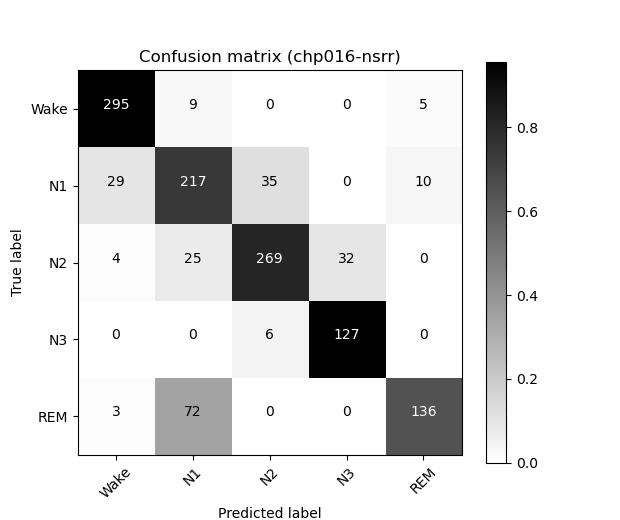 Confusion matrix (chp016-nsrr)
Wake 295 9 0 0 5
N1 29 217 35 0 10
N2 4 25 269 32 0
N3 0 0 6 127 0
REM 3 72 0 0 136
Wake N1 N2 N3 REM
True label
Predicted label
0.8
0.6
0.4
0.2
0.0